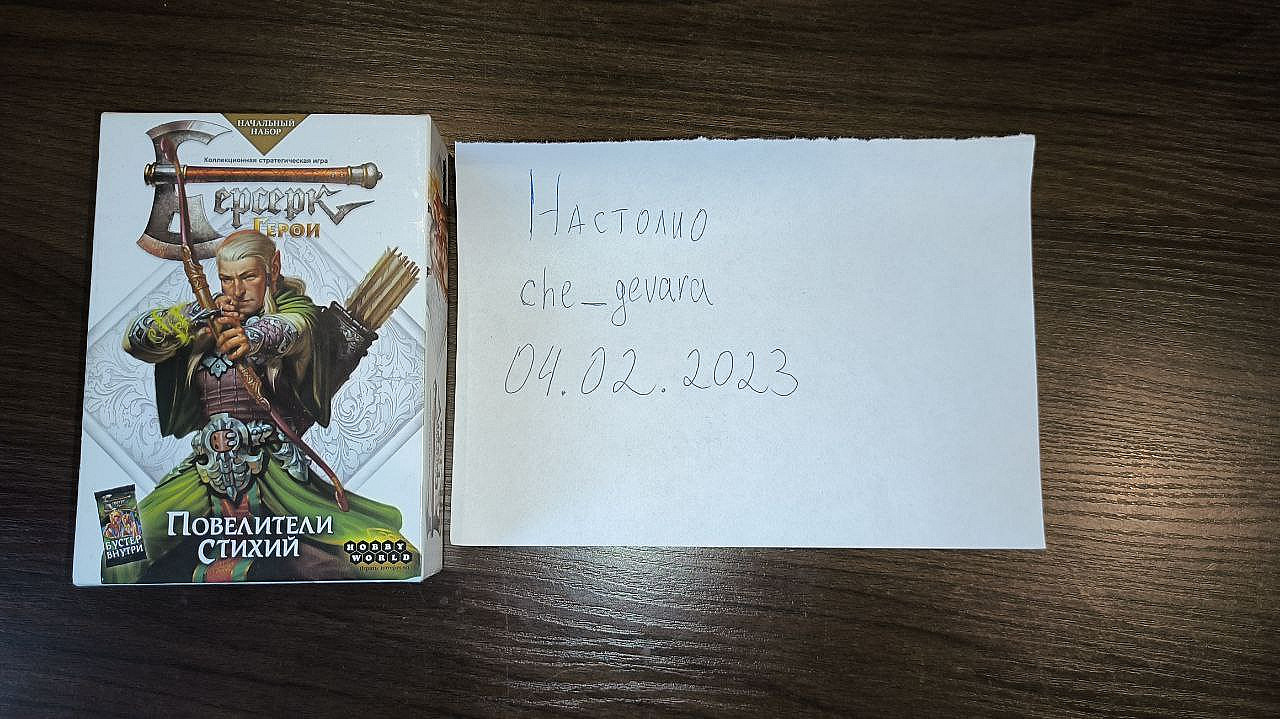 НАЧАЛЬНЫЙ
НАБОР
Коллекционная стратегическая игра
Берсерк
ГЕРОИ
БУСТЕР
ВНУТРИ
ПОВЕЛИТЕЛИ
СТИХИЙ
HOBBY
WORLD
Настолио
che_gevara
04.02.2023